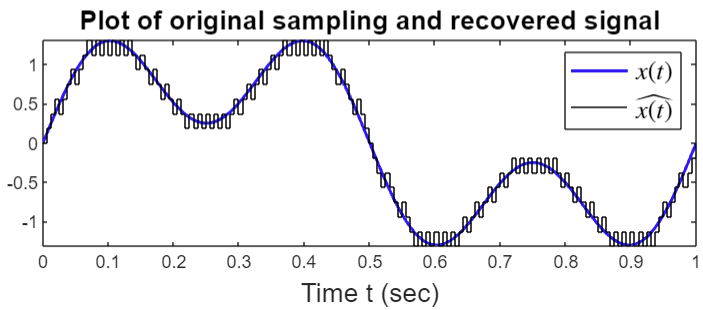 Plot of original sampling and recovered signal
1
0.5
0
-0.5
-1
x(t)
x(t)̂
0 0.1 0.2 0.3 0.4 0.5 0.6 0.7 0.8 0.9 1
Time t (sec)